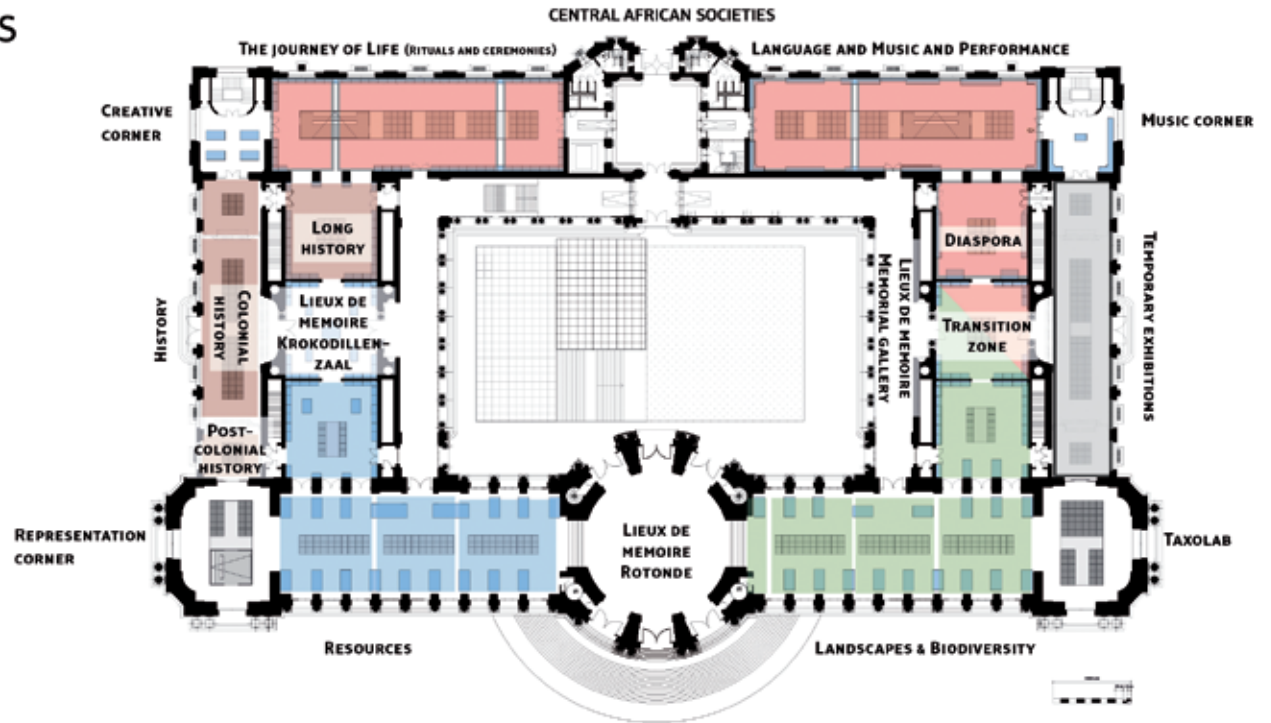 S
CENTRAL AFRICAN SOCIETIES
THE JOURNEY OF LIFE (RITUALS AND CEREMONIES)
LANGUAGE AND MUSIC AND PERFORMANCE
CREATIVE
CORNER
MUSIC CORNER
LONG
HISTORY
DIASPORA
HISTORY
COLONIAL
HISTORY
LIEUX DE
MEMOIRE
KROKODILLEN-
ZAAL
LIEUX DE MEMOIRE
MEMORIAL GALLERY
TRANSITION
ZONE
TEMPORARY EXHIBITIONS
POST-
COLONIAL
HISTORY
REPRESENTATION
CORNER
LIEUX DE
MEMOIRE
ROTONDE
TAXOLAB
RESOURCES
LANDSCAPES & BIODIVERSITY